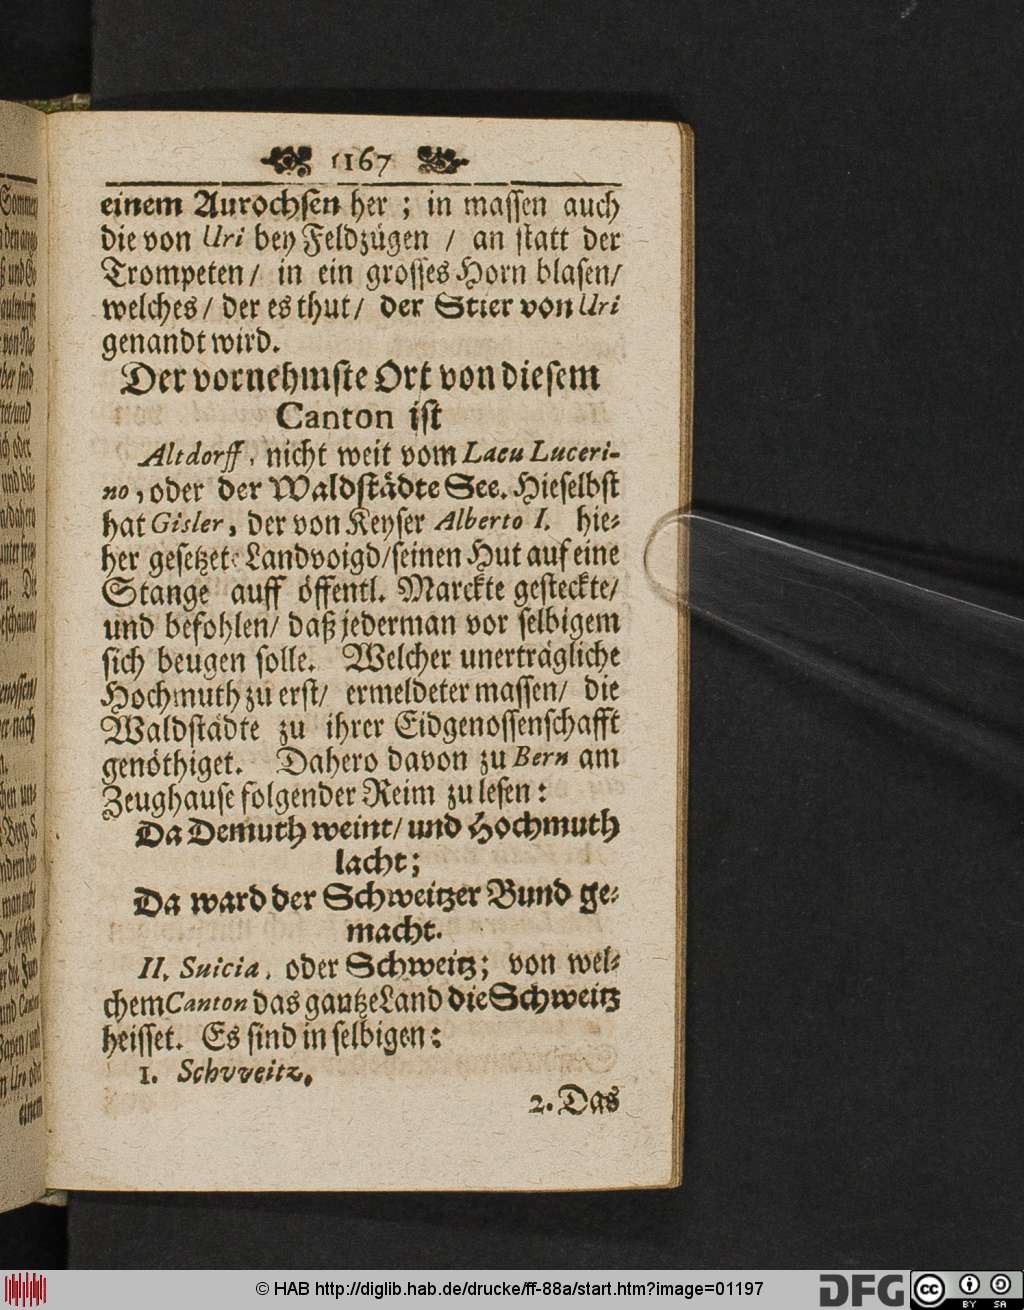 1167
einem Aurochsen her ; in massen auch
die von Uri bey Feldzügen / an statt der
Trompeten / in ein grosses Horn blasen /
welches / der es thut / der Stier von Uri
genandt wird.
Der vornehmste Ort von diesem
Canton ist
Altdorff, nicht weit vom Lacu Luceri-
no, oder der Waldstädte See. Hieselbst
hat Gisler, der von Keyser Alberto I. hie-
her gesetzete Landvoigd / seinen Hut auf eine
Stange auff öffentl. Marckte gesteckte /
und befohlen / daß jederman vor selbigem
sich beugen solle. Welcher unerträgliche
Hochmuth zu erst / ermeldeter massen / die
Waldstädte zu ihrer Eidgenossenschafft
genöthiget. Dahero davon zu Bern am
Zeughause folgender Reim zu lesen :
Da Demuth weint / und Hochmuth
lacht ;
Da ward der Schweitzer Bund ge-
macht.
II. Suicia, oder Schweitz ; von wel-
chem Canton das gantze Land die Schweitz
heisset. Es sind in selbigen :
1. Schvveitz.
2. Das
einem
© HAB http://diglib.hab.de/drucke/ff-88a/start.htm?image=01197
DFG
cc
BY SA